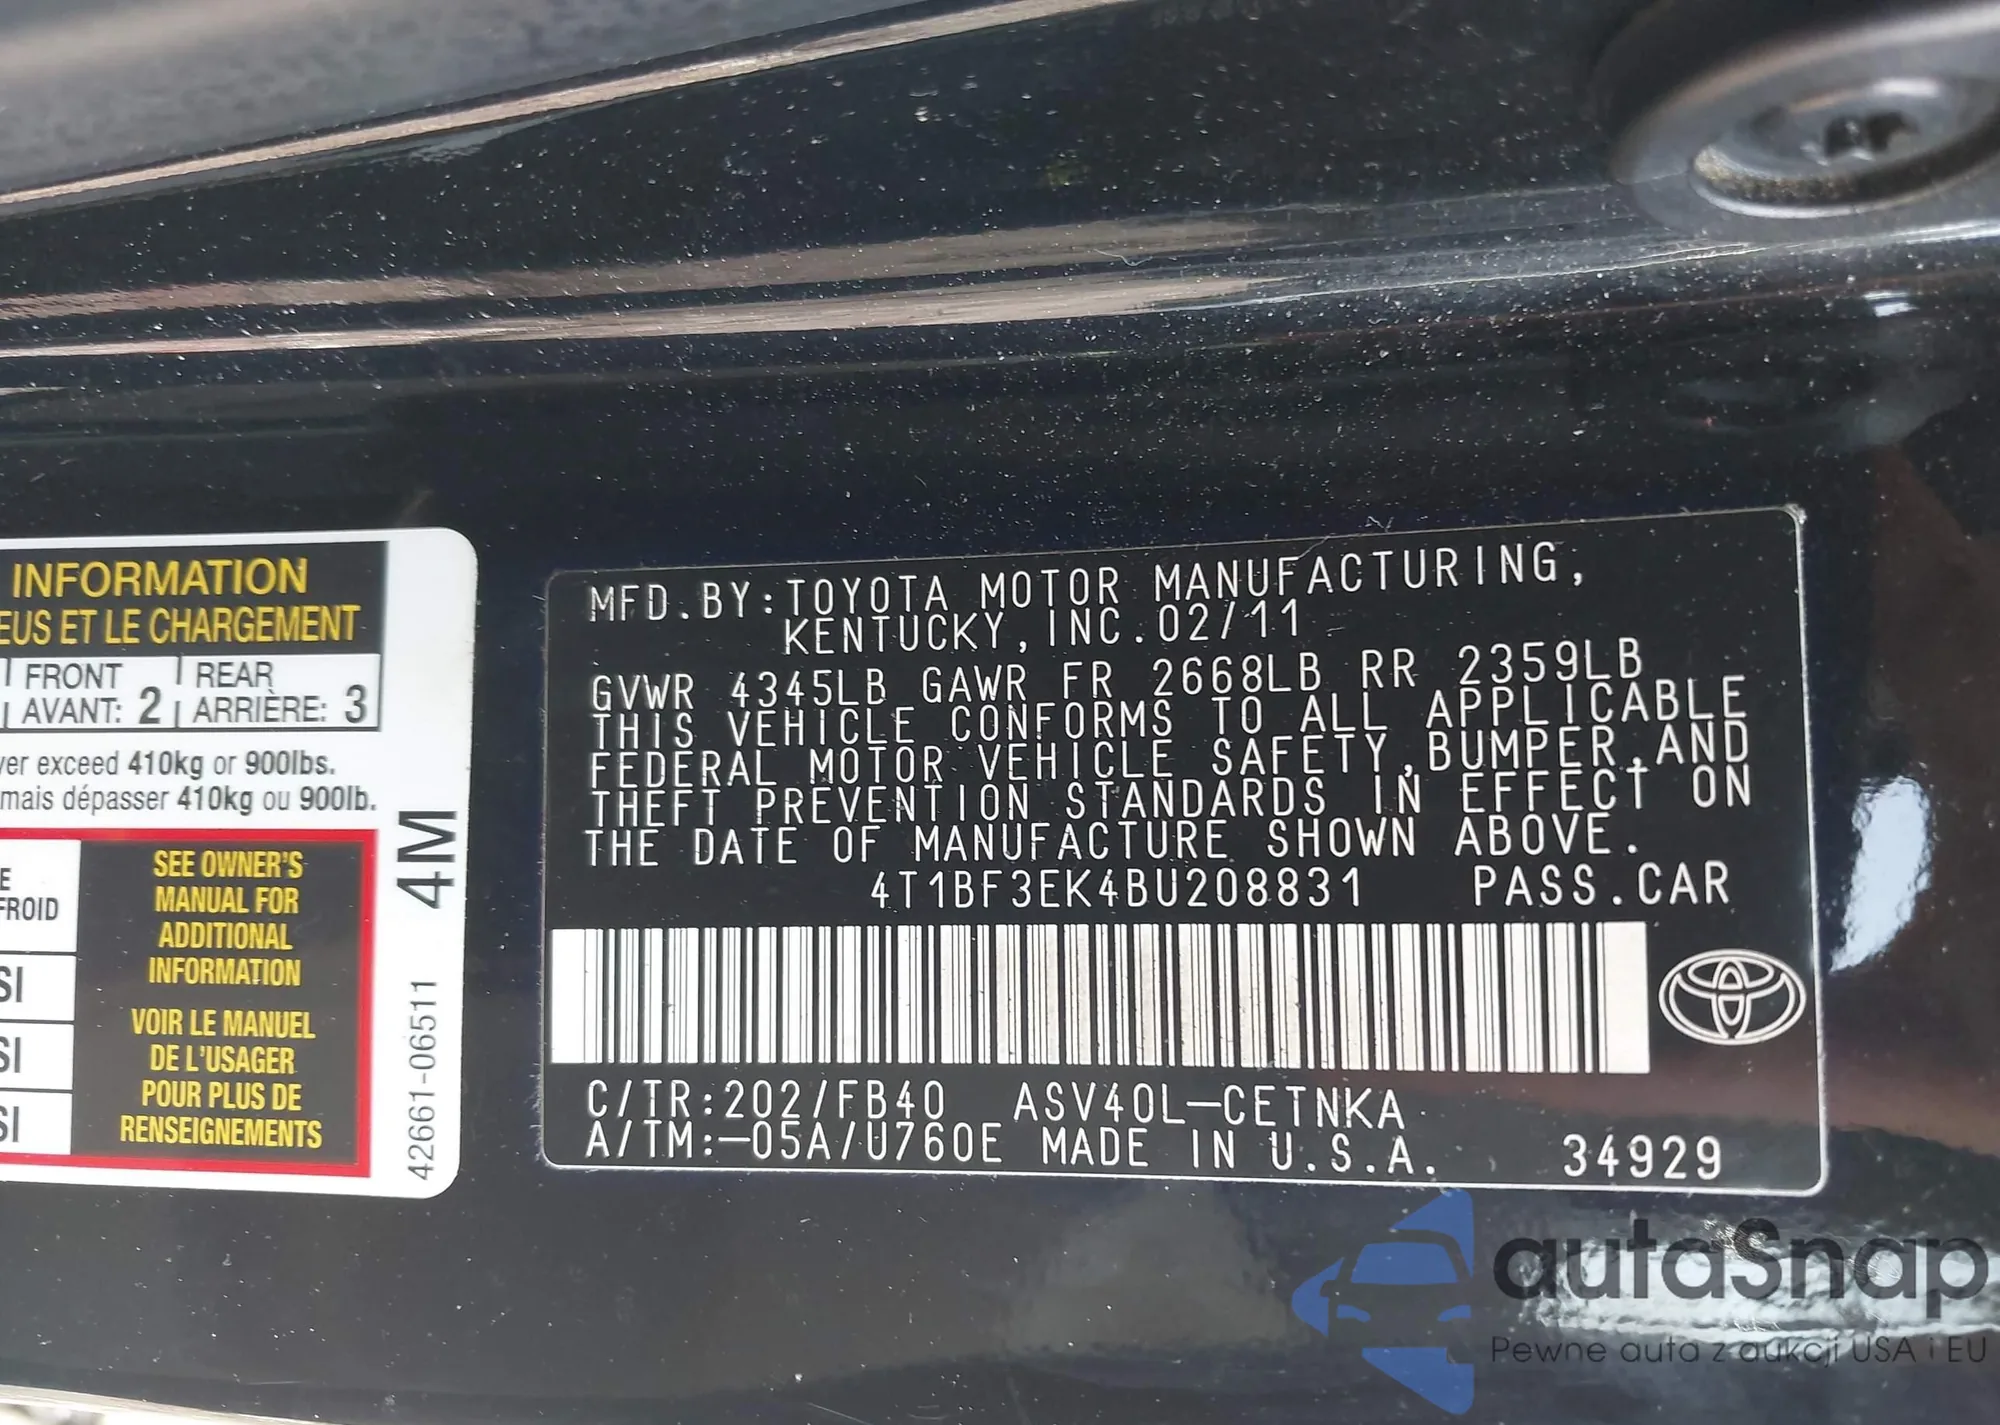 INFORMATION
EUS ET LE CHARGEMENT
FRONT REAR
AVANT: 2 ARRIÈRE: 3
ver exceed 410kg or 900lbs.
mais dépasser 410kg ou 900lb.
E
FROID
SI
SI
SI
SEE OWNER'S
MANUAL FOR
ADDITIONAL
INFORMATION
VOIR LE MANUEL
DE L'USAGER
POUR PLUS DE
RENSEIGNEMENTS
4M
42661-06511
MFD.BY:TOYOTA MOTOR MANUFACTURING,
KENTUCKY, INC.02/11
GVWR 4345LB GAWR FR 2668LB RR 2359LB
THIS VEHICLE CONFORMS TO ALL APPLICABLE
FEDERAL MOTOR VEHICLE SAFETY,BUMPER,AND
THEFT PREVENTION STANDARDS IN EFFECT ON
THE DATE OF MANUFACTURE SHOWN ABOVE.
4T1BF3EK4BU208831 PASS.CAR
C/TR:202/FB40 ASV40L-CETNKA
A/TM:-05A/U760E MADE IN U.S.A. 34929
autaSnap
Pewne auta z aukcji USA i EU